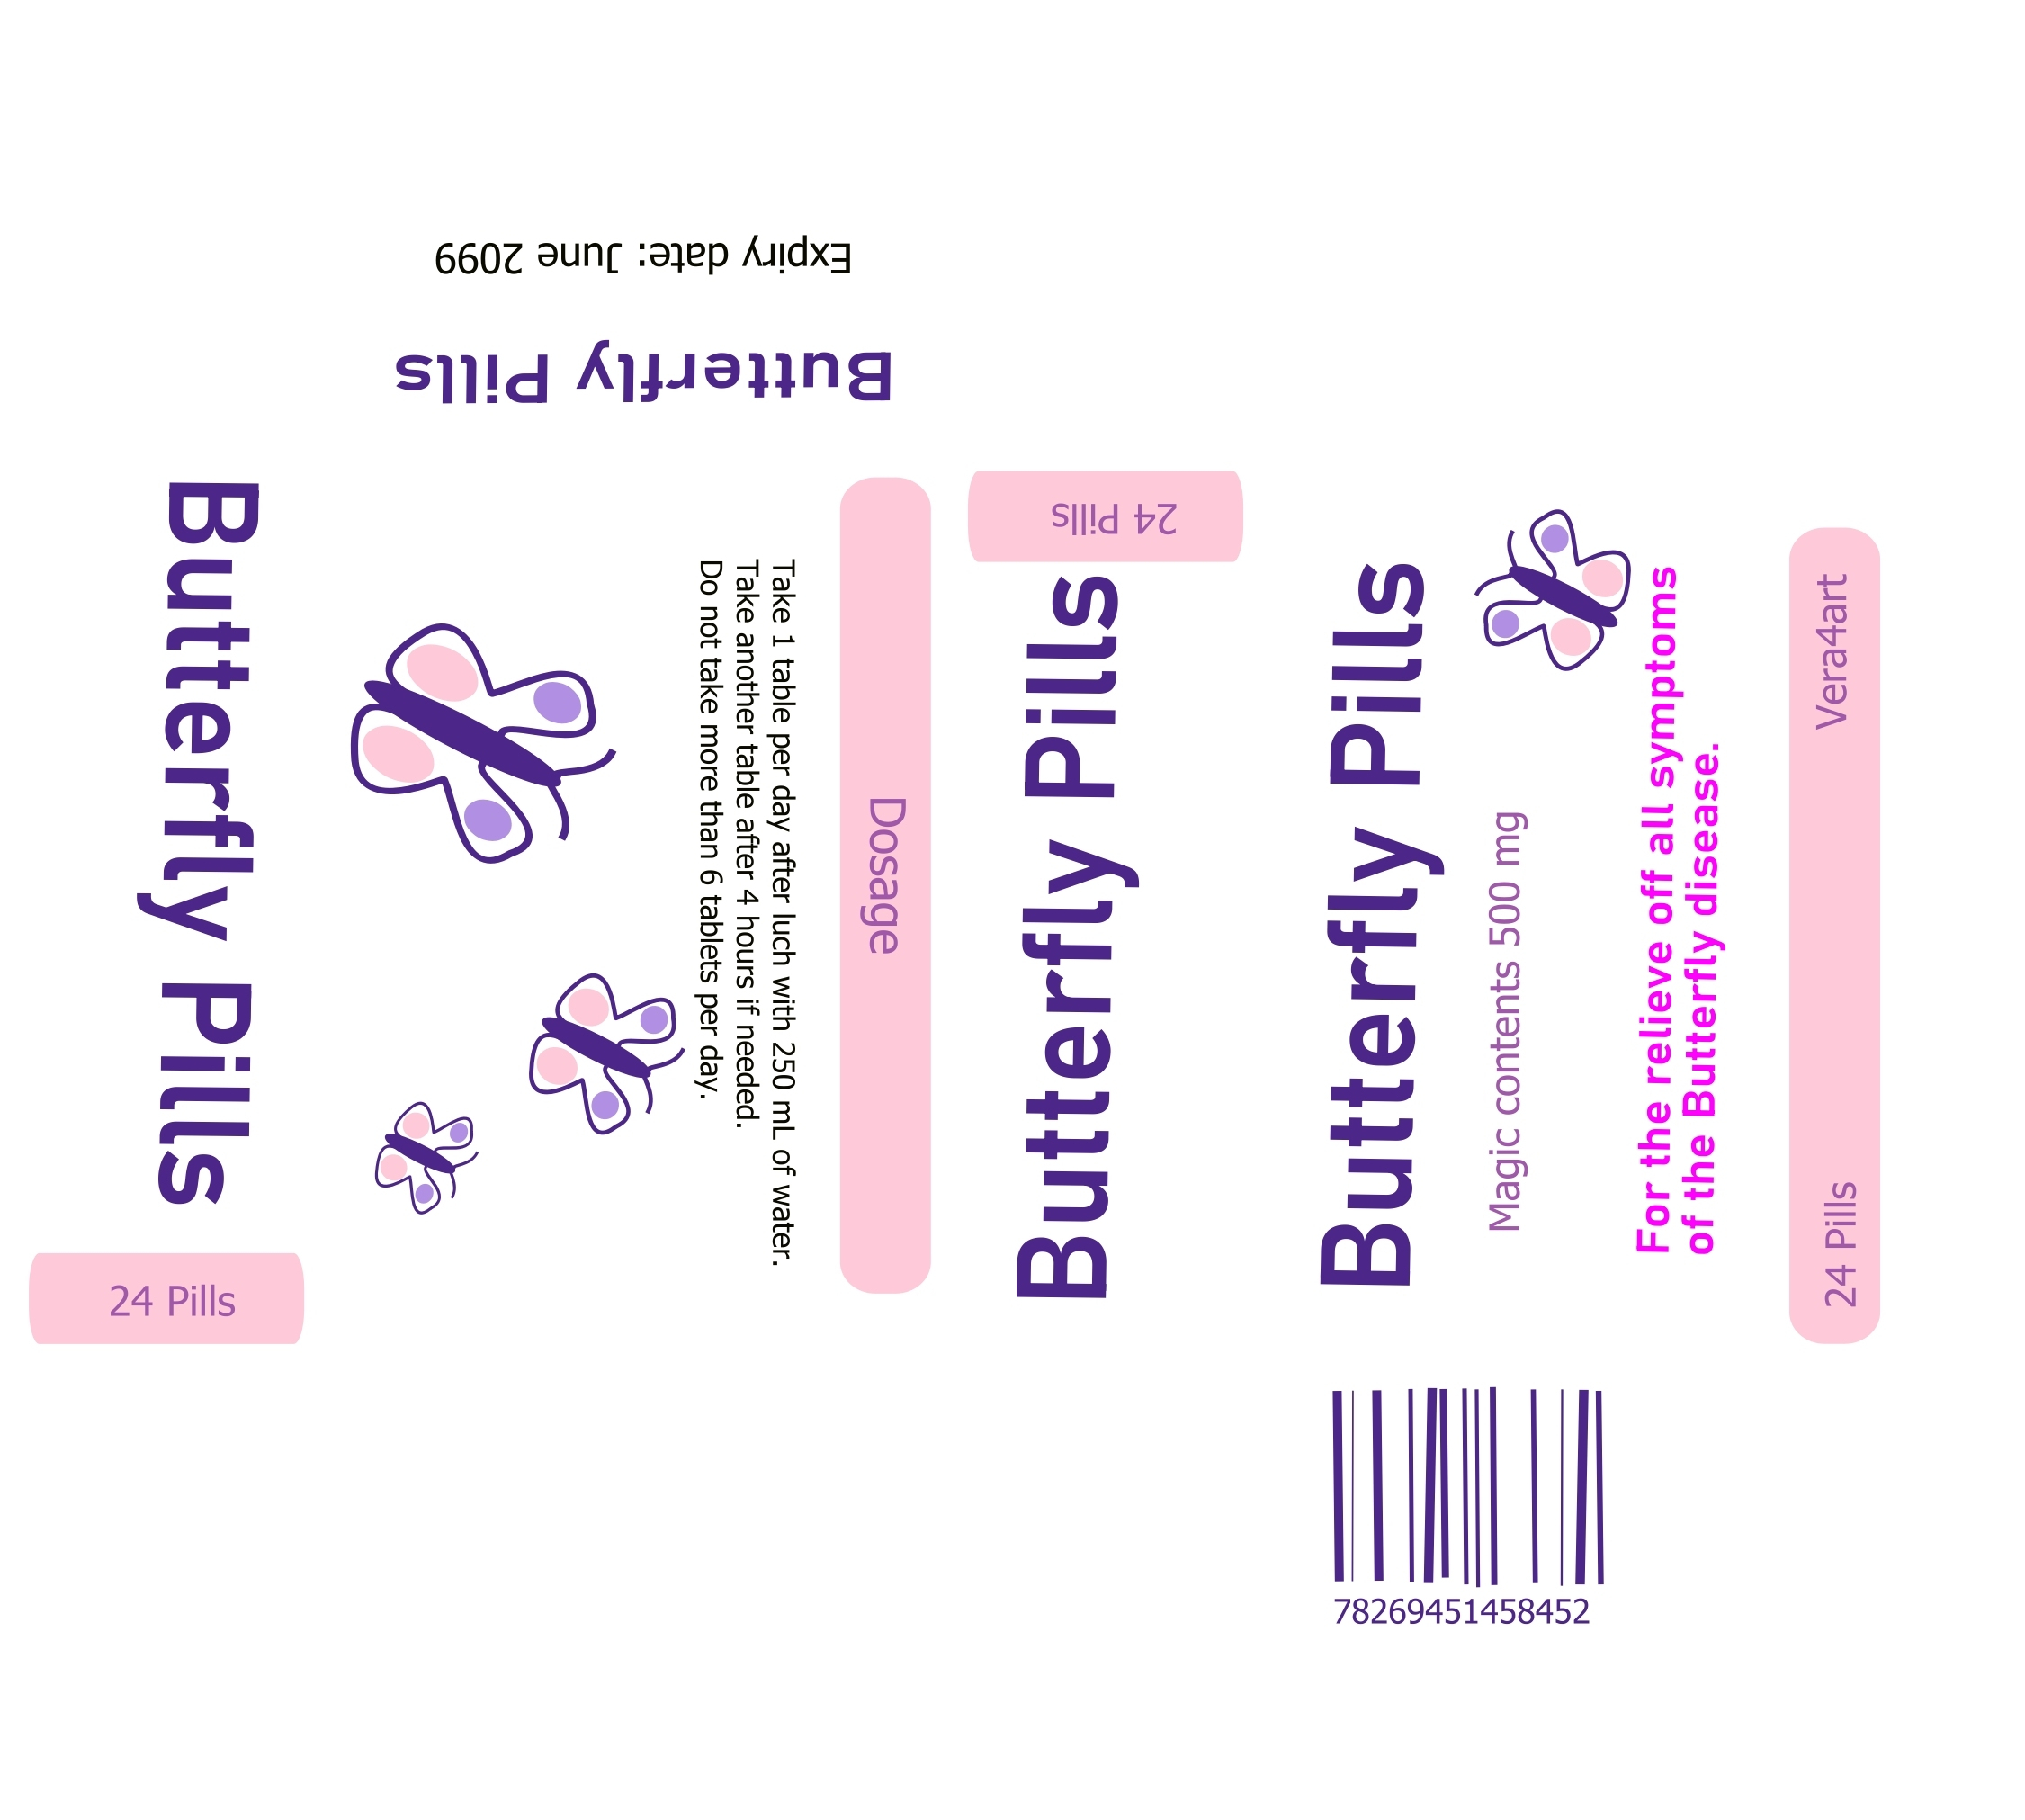 Expiry date: June 2099
Butterfly Pills
Butterfly Pills
24 Pills
Dosage
Take 1 table per day after luch with 250 mL of water.
Take another table after 4 hours if needed.
Do not take more than 6 tablets per day.
24 Pills
Butterfly Pills
Butterfly Pills
Magic contents 500 mg
For the relieve off all symptoms
of the Butterfly disease.
24 Pills
Vera4art
78269451458452